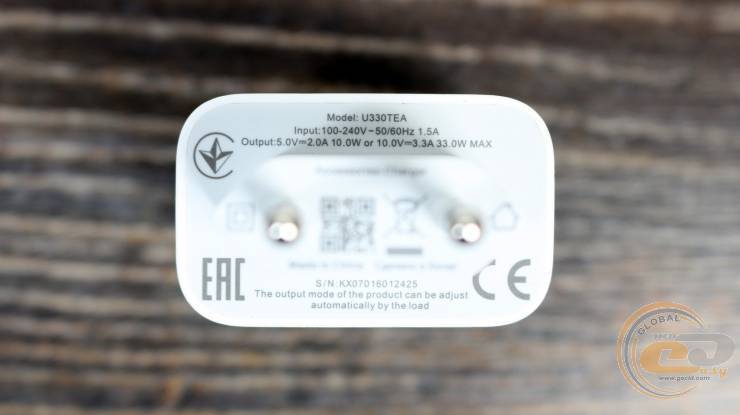 Model: U330TEA
Input:100-240V~50/60Hz 1.5A
Output:5.0V⎓2.0A 10.0W or 10.0V⎓3.3A 33.0W MAX
EAC
CE
S/N:KX07016012425
The output mode of the product can be adjust
automatically by the load
GLOBAL
www.gecid.com